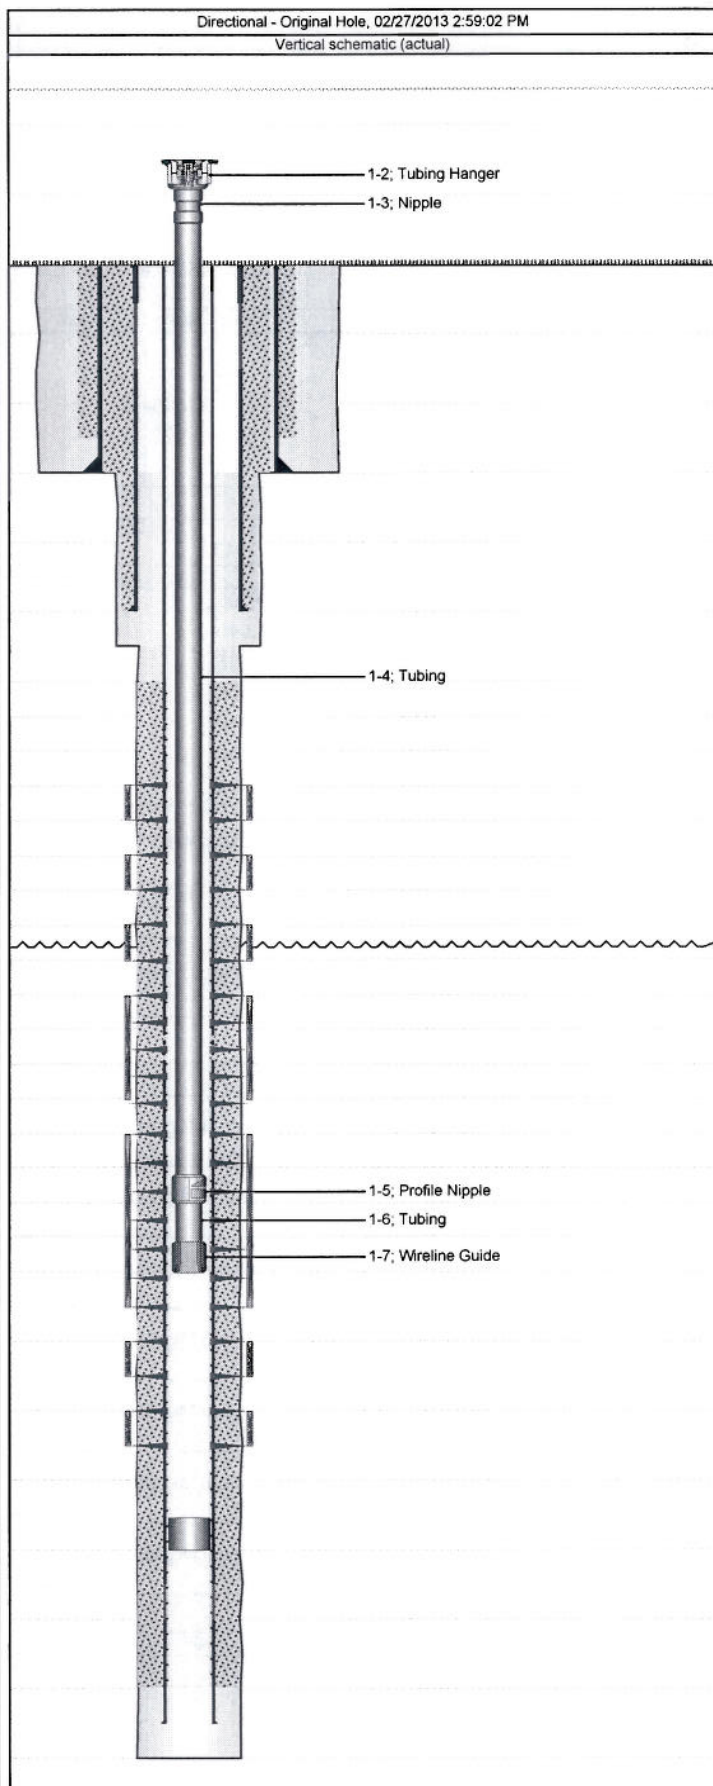 Directional - Original Hole, 02/27/2013 2:59:02 PM
Vertical schematic (actual)
1-2; Tubing Hanger
1-3; Nipple
1-4; Tubing
1-5; Profile Nipple
1-6; Tubing
1-7; Wireline Guide